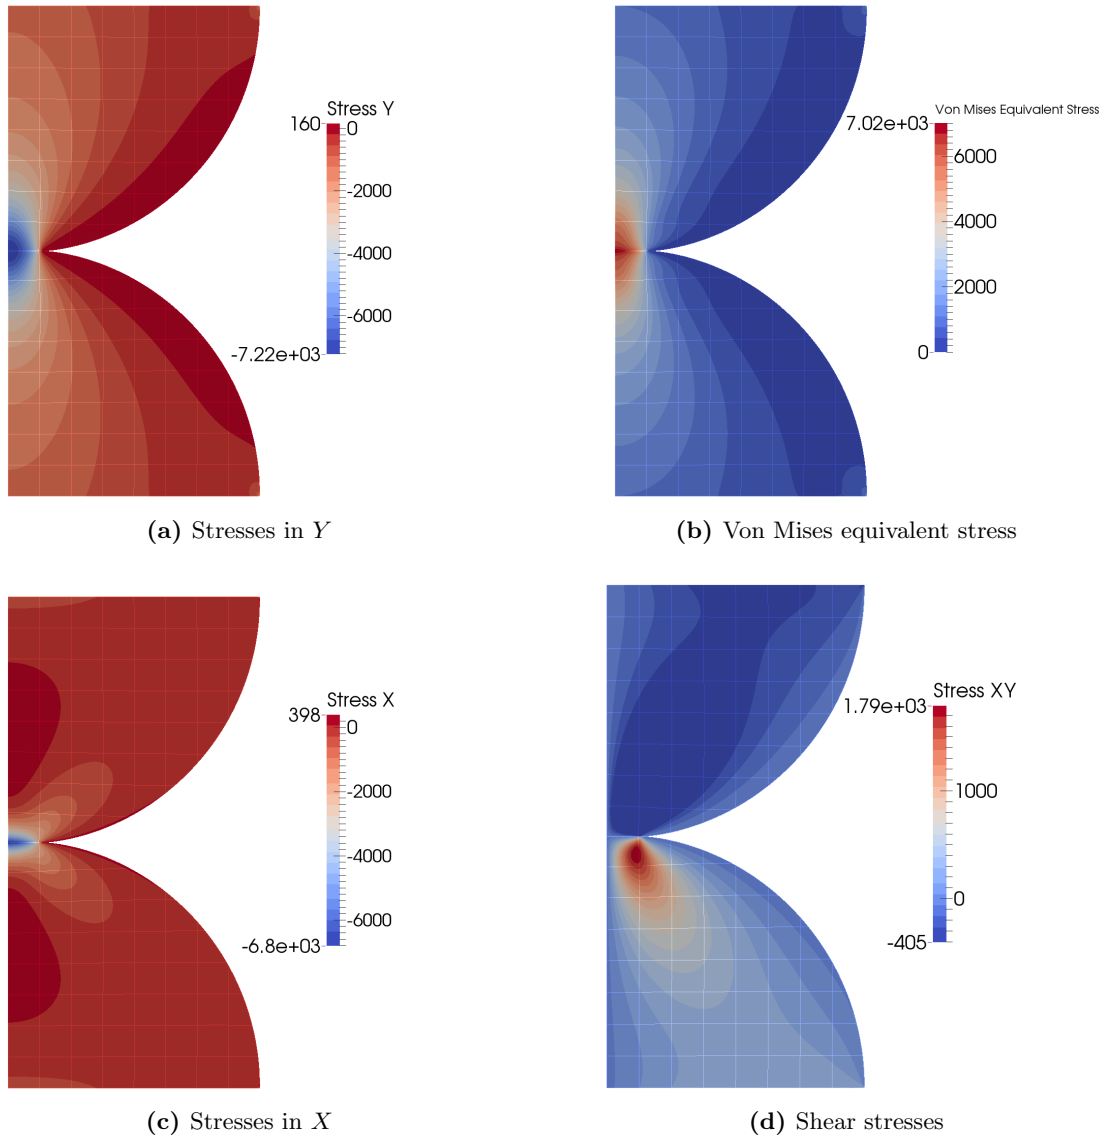 Stress Y
160
0
-2000
-4000
-6000
-7.22e+03
(a) Stresses in Y
Von Mises Equivalent Stress
7.02e+03
6000
4000
2000
0
(b) Von Mises equivalent stress
Stress X
398
0
-2000
-4000
-6000
-6.8e+03
(c) Stresses in X
Stress XY
1.79e+03
1000
0
-405
(d) Shear stresses